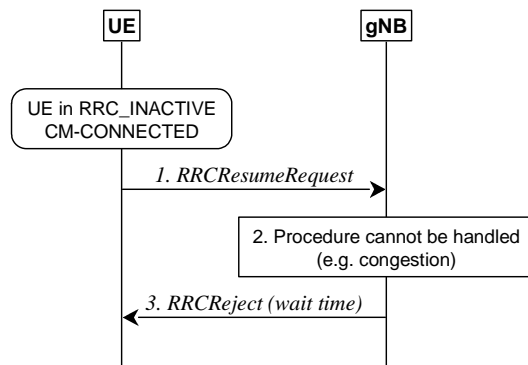 UE
gNB
UE in RRC_INACTIVE
CM-CONNECTED
1. RRCResumeRequest
2. Procedure cannot be handled
(e.g. congestion)
3. RRCReject (wait time)